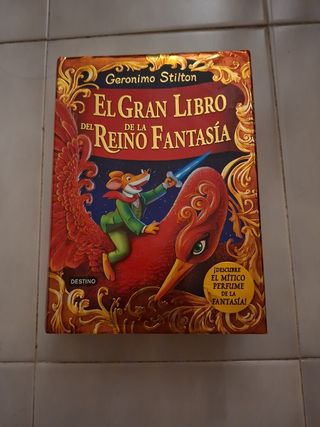 Geronimo Stilton
EL GRAN LIBRO
DEL REINO DE LA FANTASÍA
¡DESCUBRE
EL MÍTICO
PERFUME
DE LA
FANTASÍA!
DESTINO